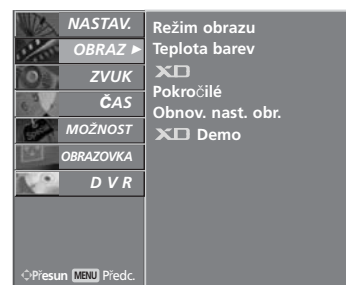 NASTAV.
OBRAZ ►
ZVUK
ČAS
MOŽNOST
OBRAZOVKA
D V R
Přesun MENU Předc.
Režim obrazu
Teplota barev
XD
Pokročilé
Obnov. nast. obr.
XD Demo